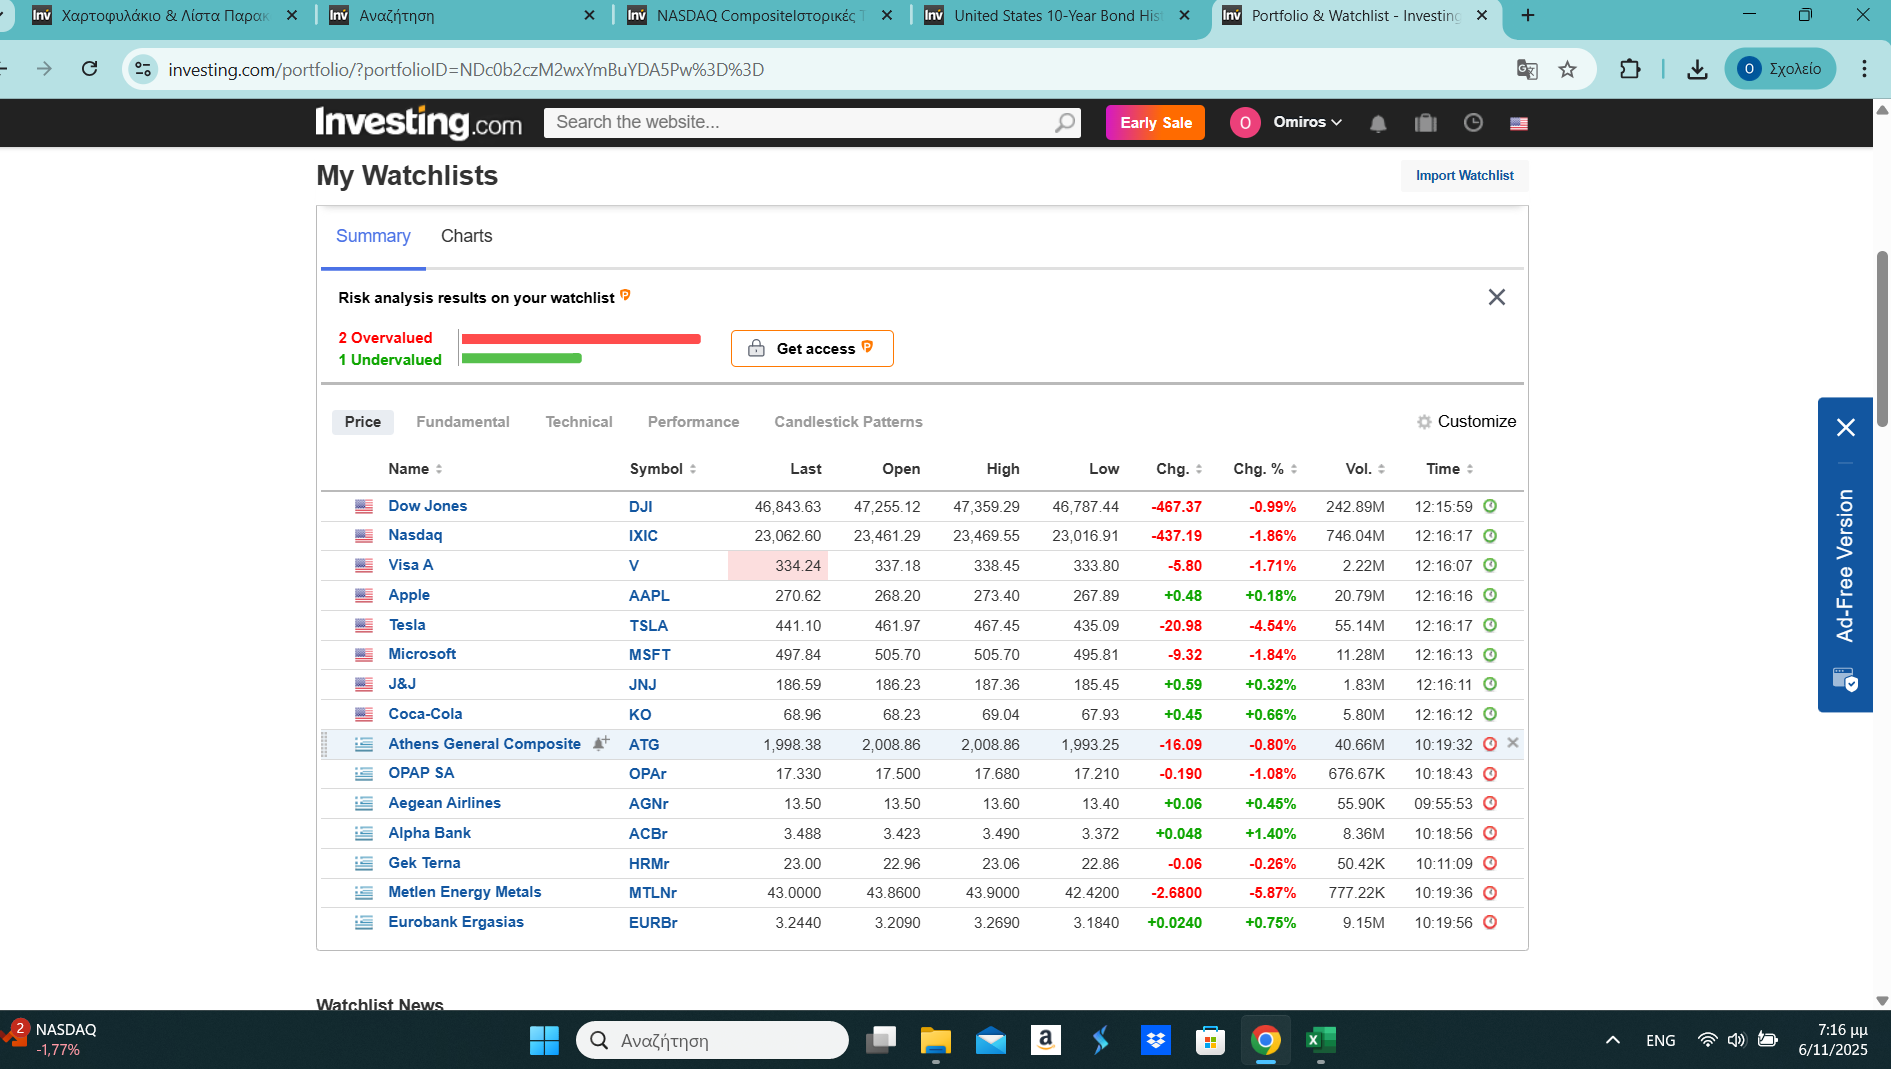 Χαρτοφυλάκιο & Λίστα Παρακ
Αναζήτηση
NASDAQ CompositeΙστορικές Τ
United States 10-Year Bond His
Portfolio & Watchlist - Investing
investing.com/portfolio/?portfolioID=NDc0b2czM2wxYmBuYDA5Pw%3D%3D
O Σχολείο
Investing.com
Search the website...
Early Sale
O Omiros
My Watchlists
Import Watchlist
Summary Charts
Risk analysis results on your watchlist
2 Overvalued
1 Undervalued
Get access
Price Fundamental Technical Performance Candlestick Patterns Customize
Name Symbol Last Open High Low Chg. Chg. % Vol. Time
Dow Jones DJI 46,843.63 47,255.12 47,359.29 46,787.44 -467.37 -0.99% 242.89M 12:15:59
Nasdaq IXIC 23,062.60 23,461.29 23,469.55 23,016.91 -437.19 -1.86% 746.04M 12:16:17
Visa A V 334.24 337.18 338.45 333.80 -5.80 -1.71% 2.22M 12:16:07
Apple AAPL 270.62 268.20 273.40 267.89 +0.48 +0.18% 20.79M 12:16:16
Tesla TSLA 441.10 461.97 467.45 435.09 -20.98 -4.54% 55.14M 12:16:17
Microsoft MSFT 497.84 505.70 505.70 495.81 -9.32 -1.84% 11.28M 12:16:13
J&J JNJ 186.59 186.23 187.36 185.45 +0.59 +0.32% 1.83M 12:16:11
Coca-Cola KO 68.96 68.23 69.04 67.93 +0.45 +0.66% 5.80M 12:16:12
Athens General Composite ATG 1,998.38 2,008.86 2,008.86 1,993.25 -16.09 -0.80% 40.66M 10:19:32
OPAP SA OPAr 17.330 17.500 17.680 17.210 -0.190 -1.08% 676.67K 10:18:43
Aegean Airlines AGNr 13.50 13.50 13.60 13.40 +0.06 +0.45% 55.90K 09:55:53
Alpha Bank ACBr 3.488 3.423 3.490 3.372 +0.048 +1.40% 8.36M 10:18:56
Gek Terna HRMr 23.00 22.96 23.06 22.86 -0.06 -0.26% 50.42K 10:11:09
Metlen Energy Metals MTLNr 43.0000 43.8600 43.9000 42.4200 -2.6800 -5.87% 777.22K 10:19:36
Eurobank Ergasias EURBr 3.2440 3.2090 3.2690 3.1840 +0.0240 +0.75% 9.15M 10:19:56
Ad-Free Version
Watchlist News
2 NASDAQ
-1,77%
Αναζήτηση
ENG
7:16 μμ
6/11/2025